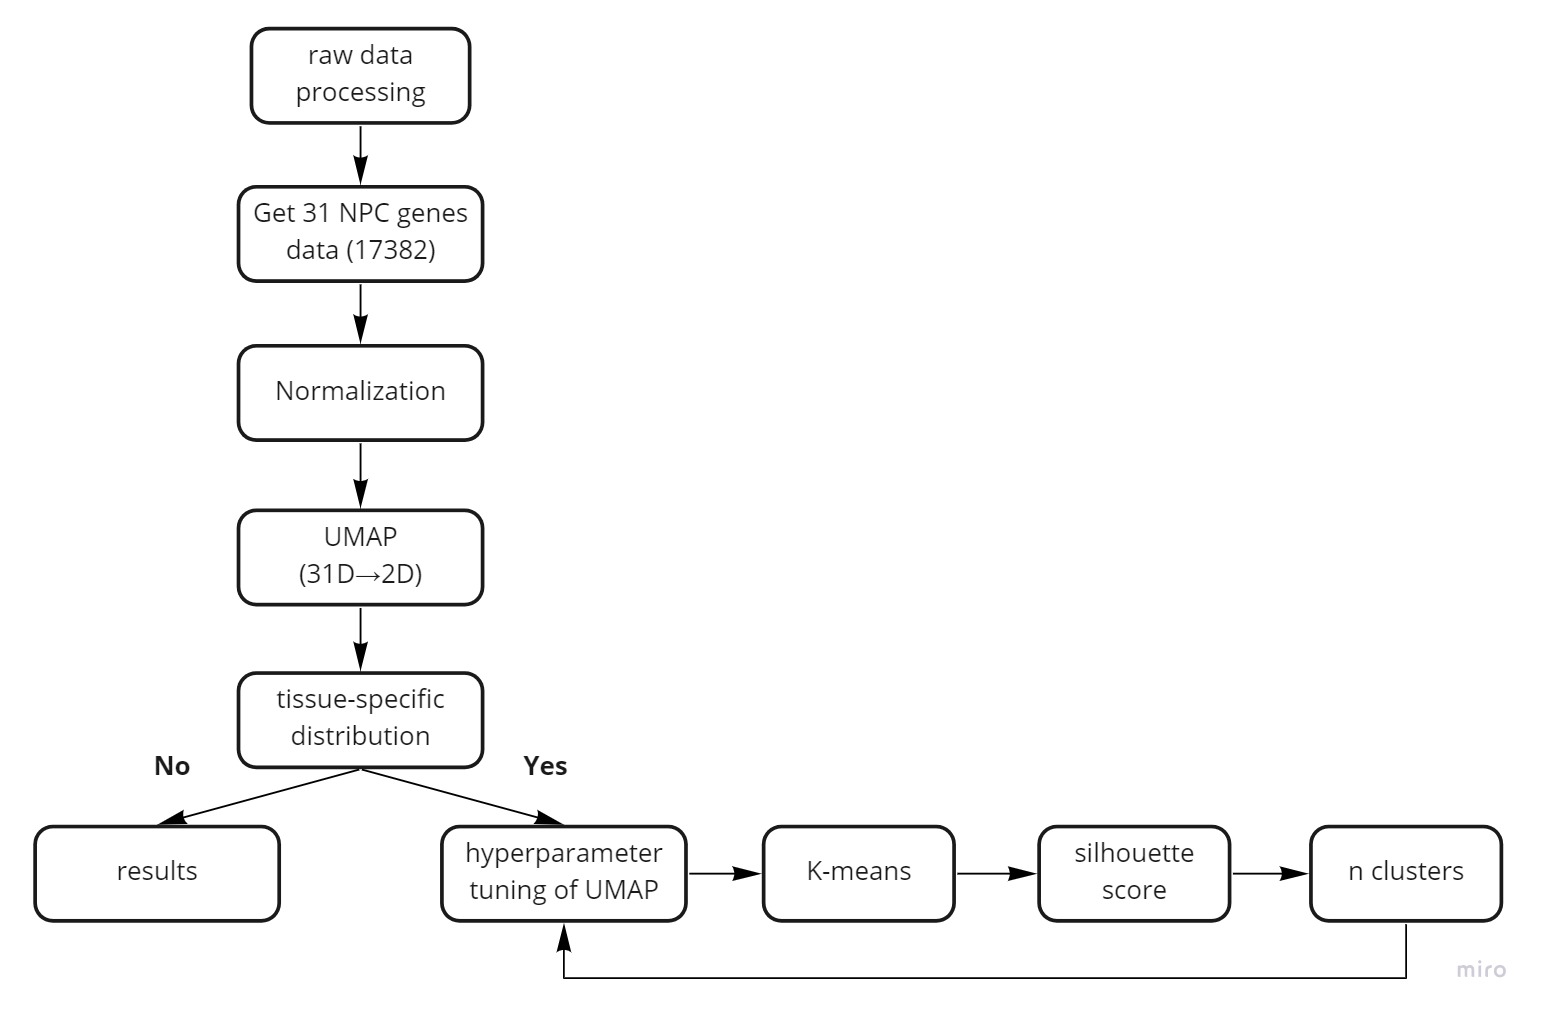 raw data
processing
Get 31 NPC genes
data (17382)
Normalization
UMAP
(31D→2D)
tissue-specific
distribution
No
Yes
results
hyperparameter
tuning of UMAP
K-means
silhouette
score
n clusters
miro